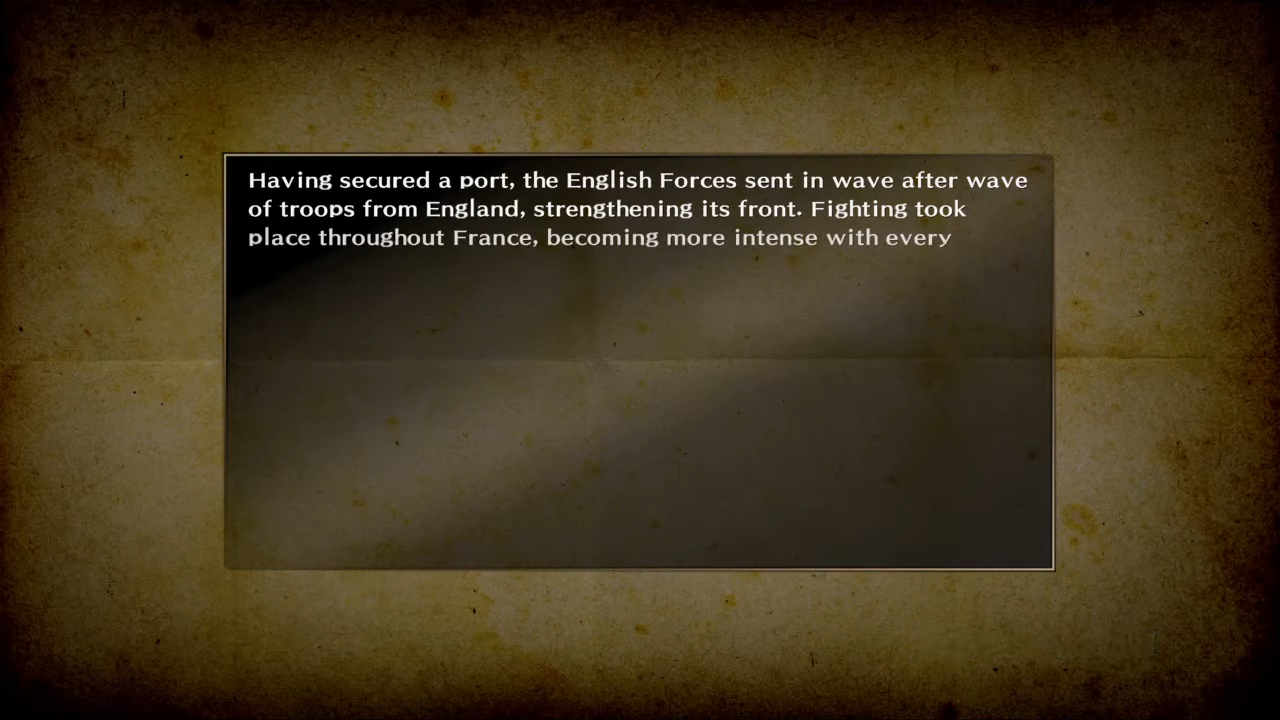 Having secured a port, the English Forces sent in wave after wave
of troops from England, strengthening its front. Fighting took
place throughout France, becoming more intense with every